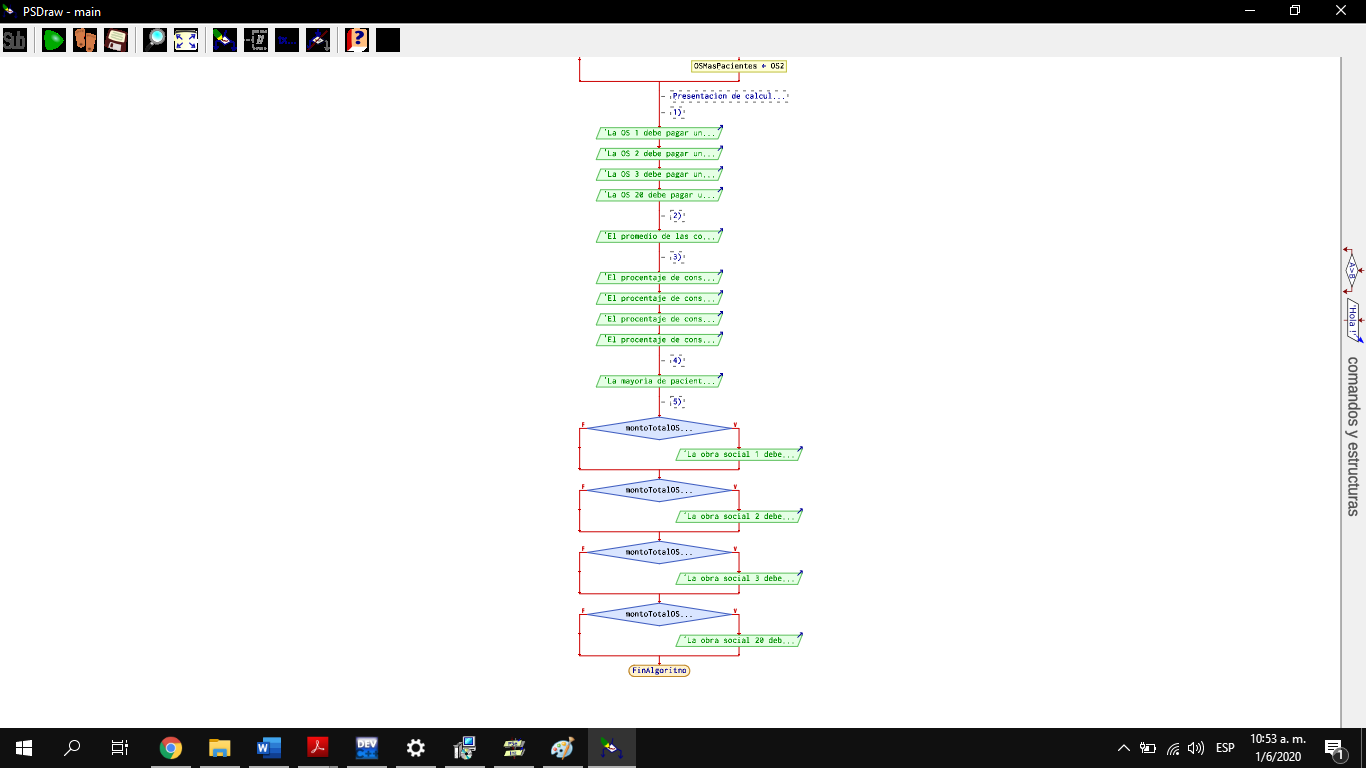 PSDraw - main
Sub
OSMasPacientes ← OS2
Presentacion de calcul...
1)
'La OS 1 debe pagar un...
'La OS 2 debe pagar un...
'La OS 3 debe pagar un...
'La OS 20 debe pagar u...
2)
'El promedio de las co...
3)
'El procentaje de cons...
'El procentaje de cons...
'El procentaje de cons...
'El procentaje de cons...
4)
'La mayoria de pacient...
5)
F montoTotalOS... V
'La obra social 1 debe...
F montoTotalOS... V
'La obra social 2 debe...
F montoTotalOS... V
'La obra social 3 debe...
F montoTotalOS... V
'La obra social 20 deb...
FinAlgoritmo
A>B
'Hola !'
comandos y estructuras
DEV
ESP
10:53 a. m.
1/6/2020
1